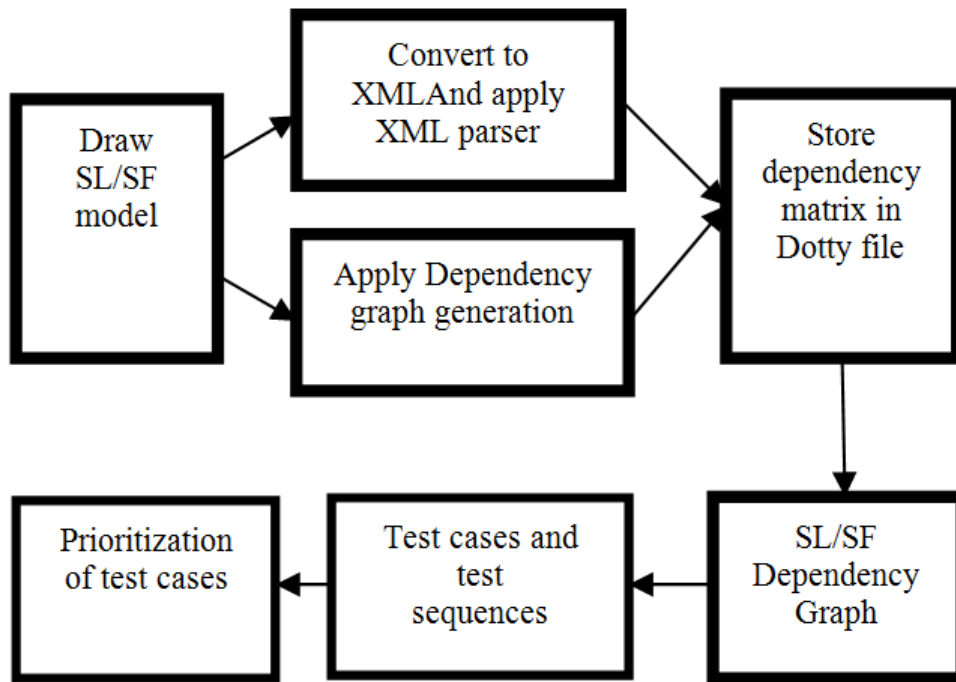 Draw
SL/SF
model
Convert to
XMLAnd apply
XML parser
Apply Dependency
graph generation
Store
dependency
matrix in
Dotty file
SL/SF
Dependency
Graph
Test cases and
test
sequences
Prioritization
of test cases